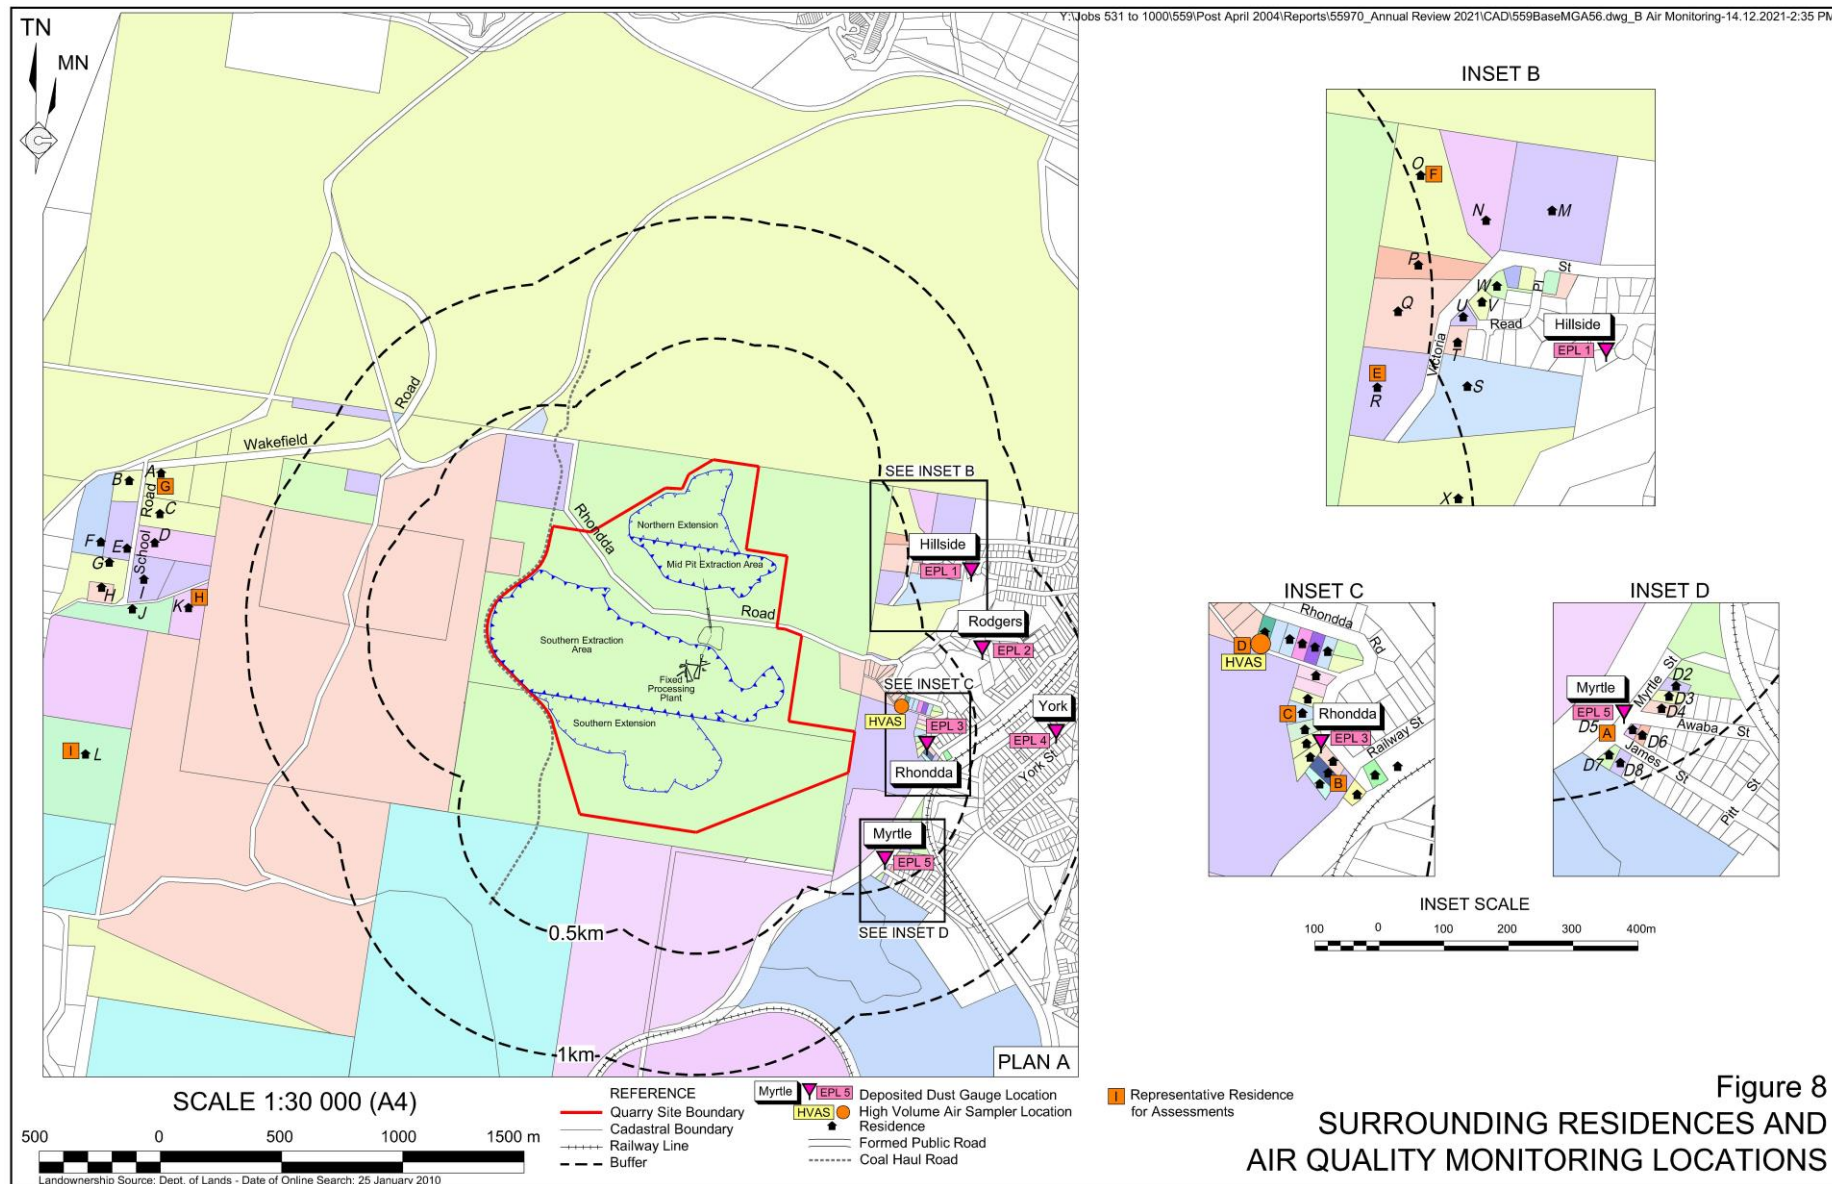 Y:\Jobs 531 to 1000\559\Post April 2004\Reports\55970_Annual Review 2021\CAD\559BaseMGA56.dwg_B Air Monitoring-14.12.2021-2:35 PM
TN
MN
Wakefield
Road
A
B
G
C
School Road
D
E
F
G
H
I
J
K
H
I
L
Rhondda
Road
Northern Extension
Mid Pit Extraction Area
Southern Extraction
Area
Fixed
Processing
Plant
Southern Extension
0.5km
1km
SEE INSET B
Hillside
EPL 1
Rodgers
EPL 2
SEE INSET C
HVAS
EPL 3
Rhondda
York
EPL 4
York St
Myrtle
EPL 5
SEE INSET D
PLAN A
INSET B
O
F
N
M
P
Q
W
V
U
T
St
Pl
Read
Hillside
EPL 1
Victoria
E
R
S
X
INSET C
Rhondda
Rd
D
HVAS
C
Rhondda
EPL 3
Railway St
B
INSET D
Myrtle St
D2
D3
D4
Myrtle
EPL 5
D5
A
Awaba St
D6
D7
D8
James St
Pitt St
INSET SCALE
100 0 100 200 300 400m
SCALE 1:30 000 (A4)
500 0 500 1000 1500 m
Landownership Source: Dept. of Lands - Date of Online Search: 25 January 2010
REFERENCE
Quarry Site Boundary
Cadastral Boundary
Railway Line
Buffer
Myrtle EPL 5 Deposited Dust Gauge Location
HVAS High Volume Air Sampler Location
Residence
Formed Public Road
Coal Haul Road
I Representative Residence
for Assessments
Figure 8
SURROUNDING RESIDENCES AND
AIR QUALITY MONITORING LOCATIONS